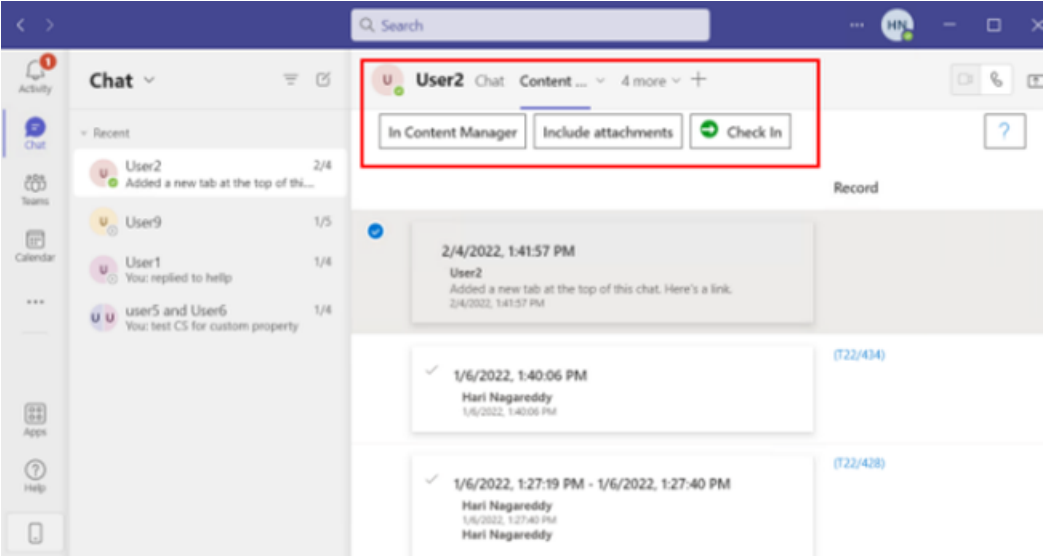 Search
HN
1
Activity
Chat
Teams
Calendar
Apps
Help
Chat
Recent
U User2 2/4
Added a new tab at the top of thi...
U User9 1/5
U User1 1/4
You: replied to hellp
U U user5 and User6 1/4
You: test CS for custom property
U User2 Chat Content ... 4 more +
In Content Manager Include attachments Check In ?
Record
2/4/2022, 1:41:57 PM
User2
Added a new tab at the top of this chat. Here's a link.
2/4/2022, 1:41:57 PM
(T22/434)
1/6/2022, 1:40:06 PM
Hari Nagareddy
1/6/2022, 1:40:06 PM
(T22/428)
1/6/2022, 1:27:19 PM - 1/6/2022, 1:27:40 PM
Hari Nagareddy
1/6/2022, 1:27:40 PM
Hari Nagareddy